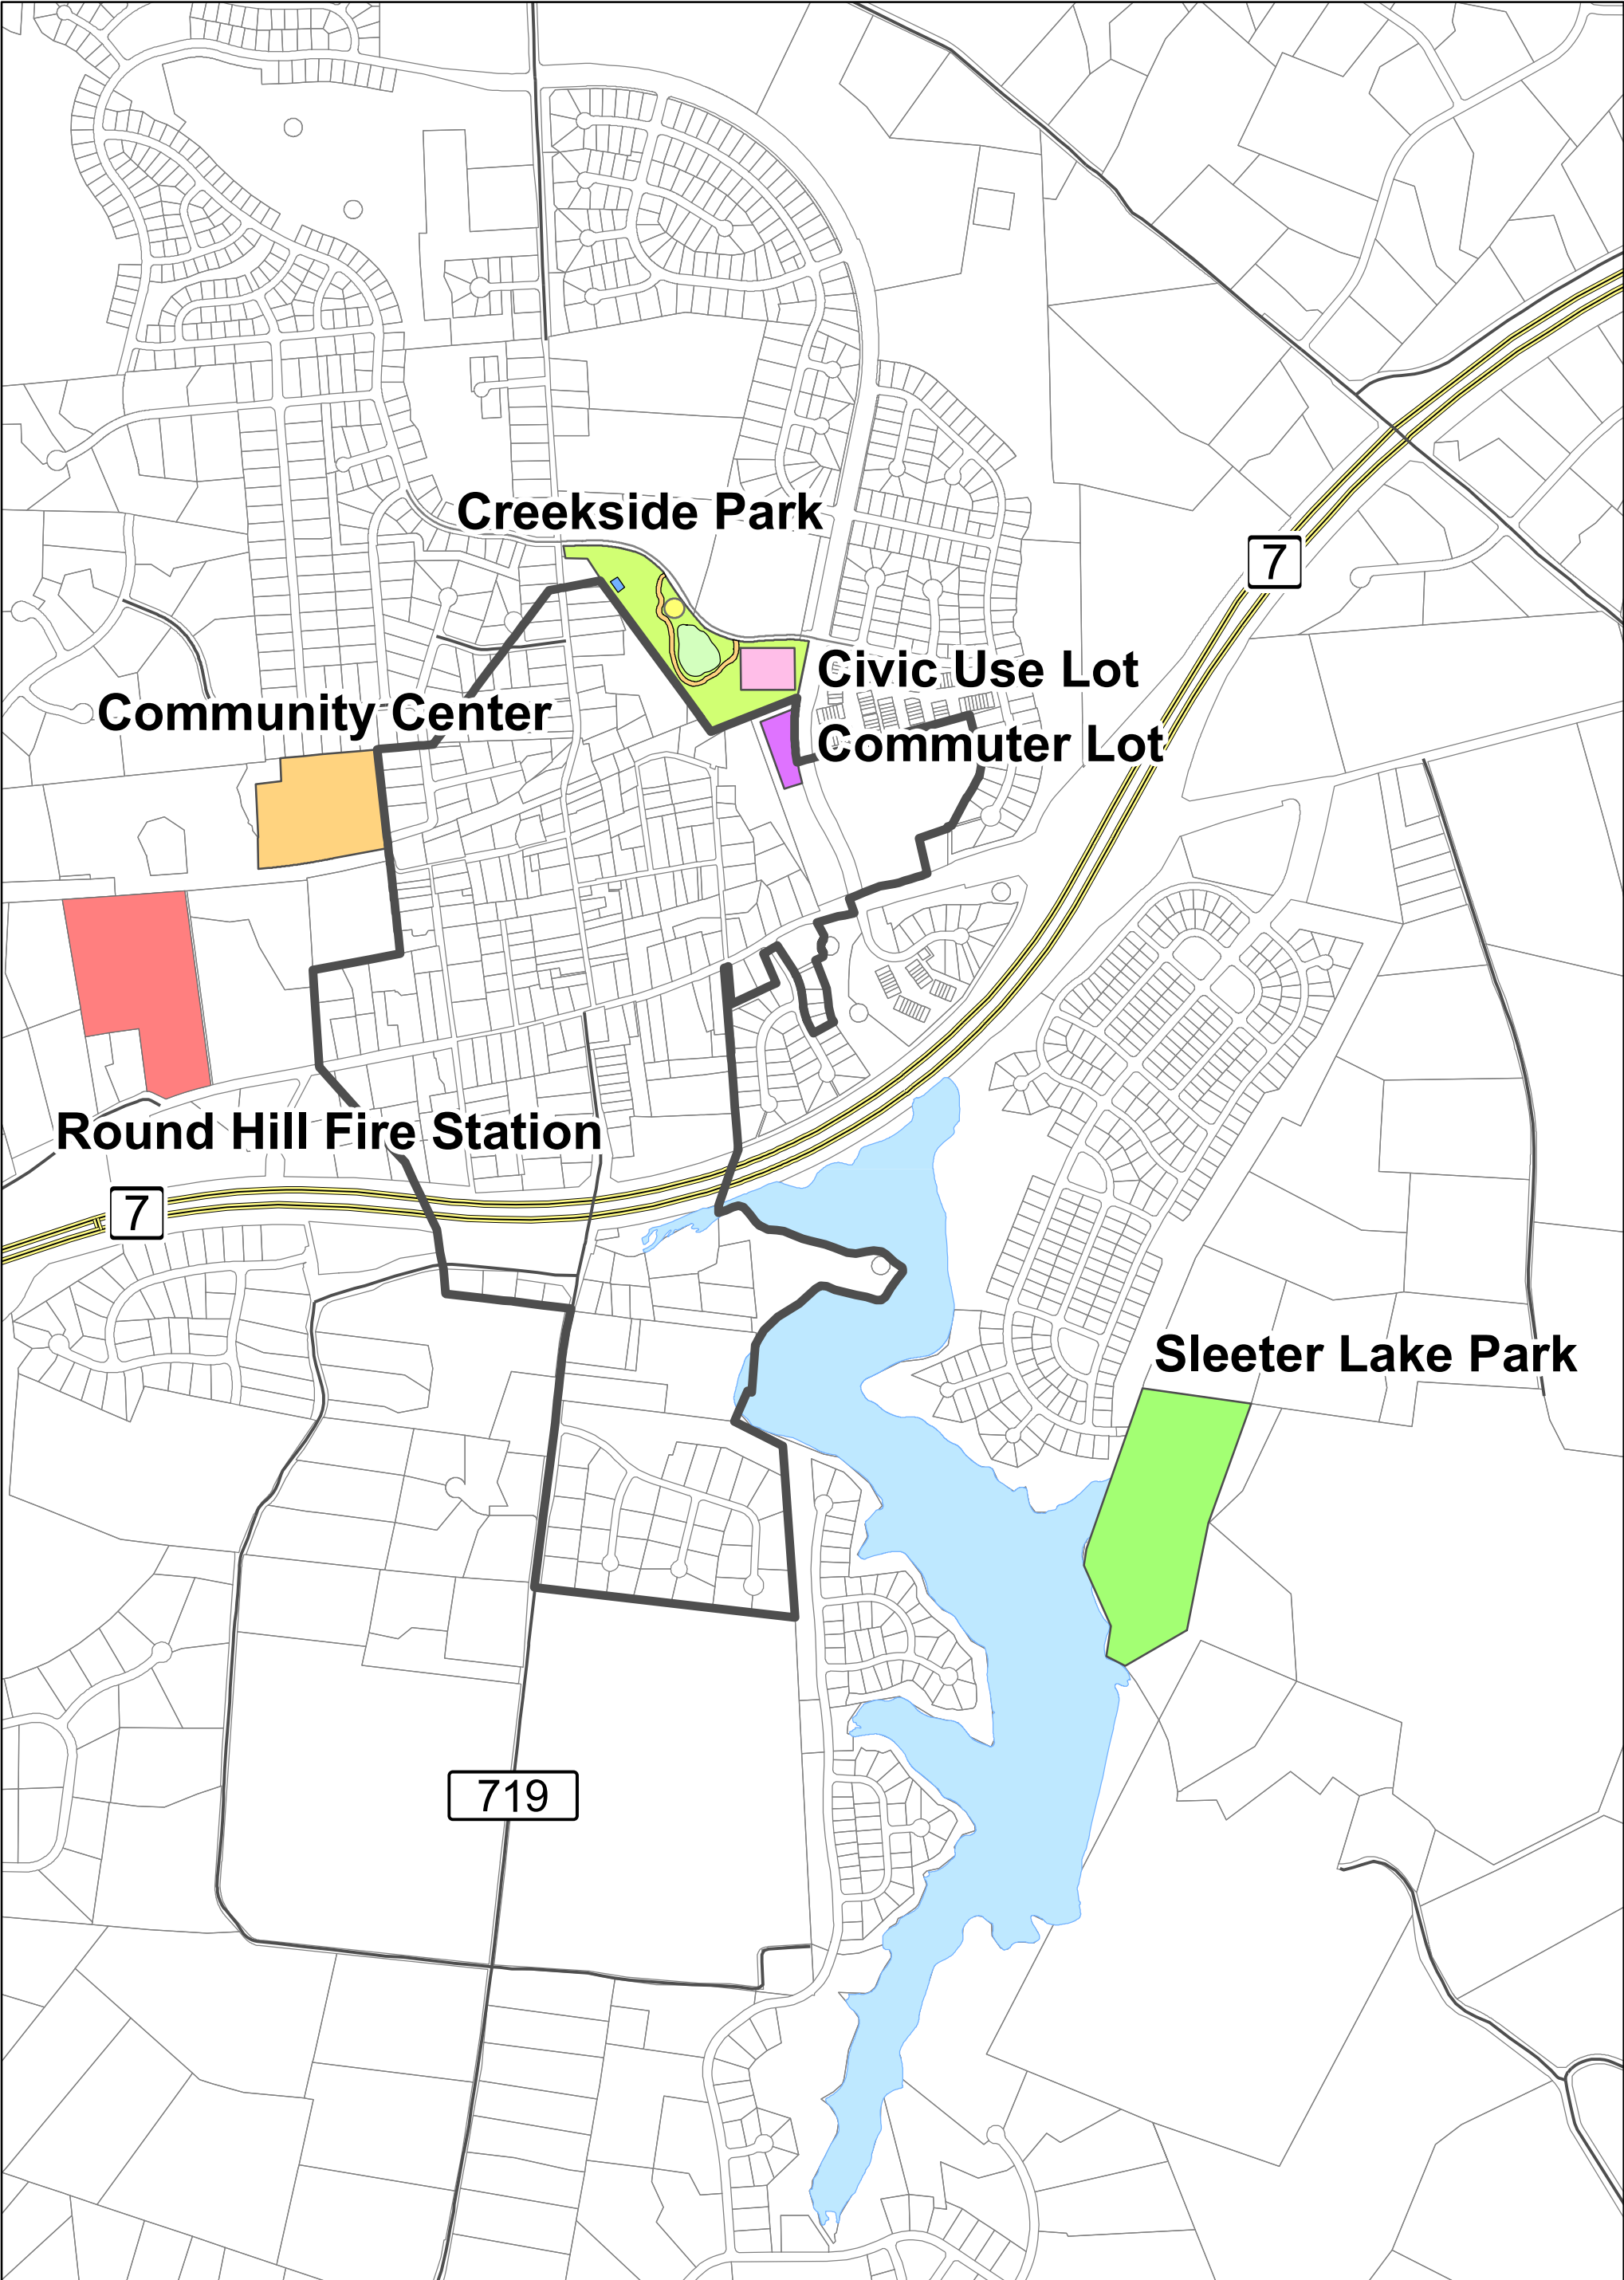 Creekside Park
7
Civic Use Lot
Community Center
Commuter Lot
Round Hill Fire Station
7
Sleeter Lake Park
719